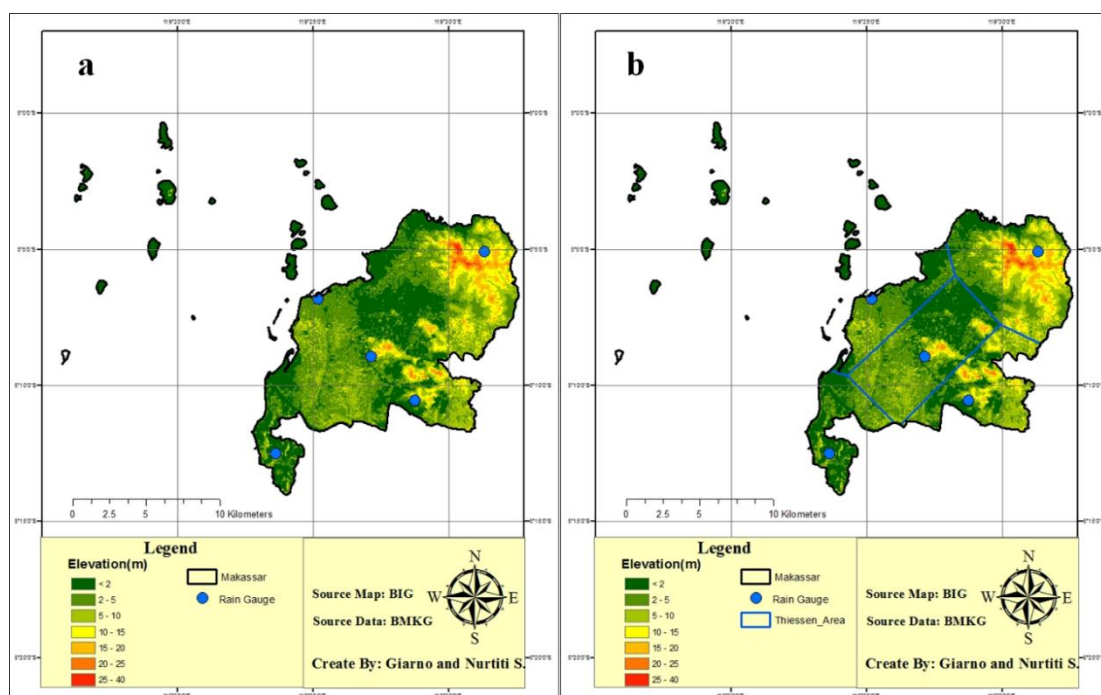 a
0 2.5 5 10 Kilometers
Legend
Elevation(m)
< 2
2 - 5
5 - 10
10 - 15
15 - 20
20 - 25
25 - 40
Makassar
Rain Gauge
Source Map: BIG
Source Data: BMKG
Create By: Giarno and Nurtiti S.
N
W E
S
b
0 2.5 5 10 Kilometers
Legend
Elevation(m)
< 2
2 - 5
5 - 10
10 - 15
15 - 20
20 - 25
25 - 40
Makassar
Rain Gauge
Thiessen_Area
Source Map: BIG
Source Data: BMKG
Create By: Giarno and Nurtiti S.
N
W E
S